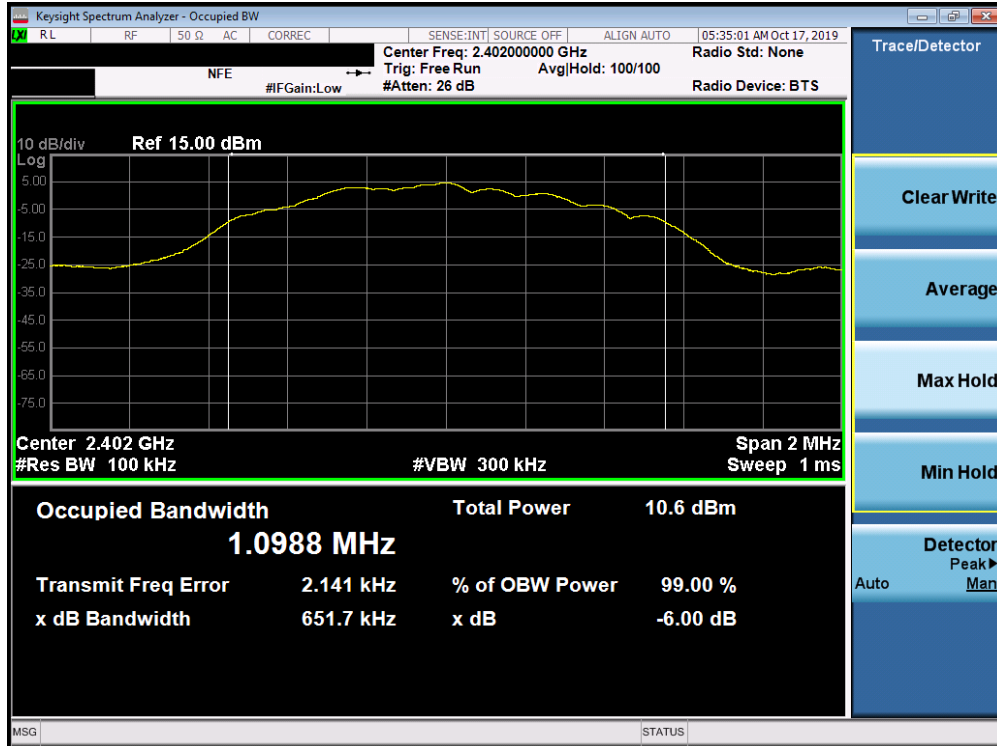 Keysight Spectrum Analyzer - Occupied BW
LXI RL RF 50 Ω AC CORREC SENSE:INT SOURCE OFF ALIGN AUTO 05:35:01 AM Oct 17, 2019
NFE
#IFGain:Low
Center Freq: 2.402000000 GHz
Trig: Free Run Avg|Hold: 100/100
#Atten: 26 dB
Radio Std: None
Radio Device: BTS
10 dB/div Ref 15.00 dBm
Log
5.00
-5.00
-15.0
-25.0
-35.0
-45.0
-55.0
-65.0
-75.0
Center 2.402 GHz Span 2 MHz
#Res BW 100 kHz #VBW 300 kHz Sweep 1 ms
Occupied Bandwidth Total Power 10.6 dBm
1.0988 MHz
Transmit Freq Error 2.141 kHz % of OBW Power 99.00 %
x dB Bandwidth 651.7 kHz x dB -6.00 dB
Trace/Detector
Clear Write
Average
Max Hold
Min Hold
Detector
Peak▶
Auto Man
MSG STATUS